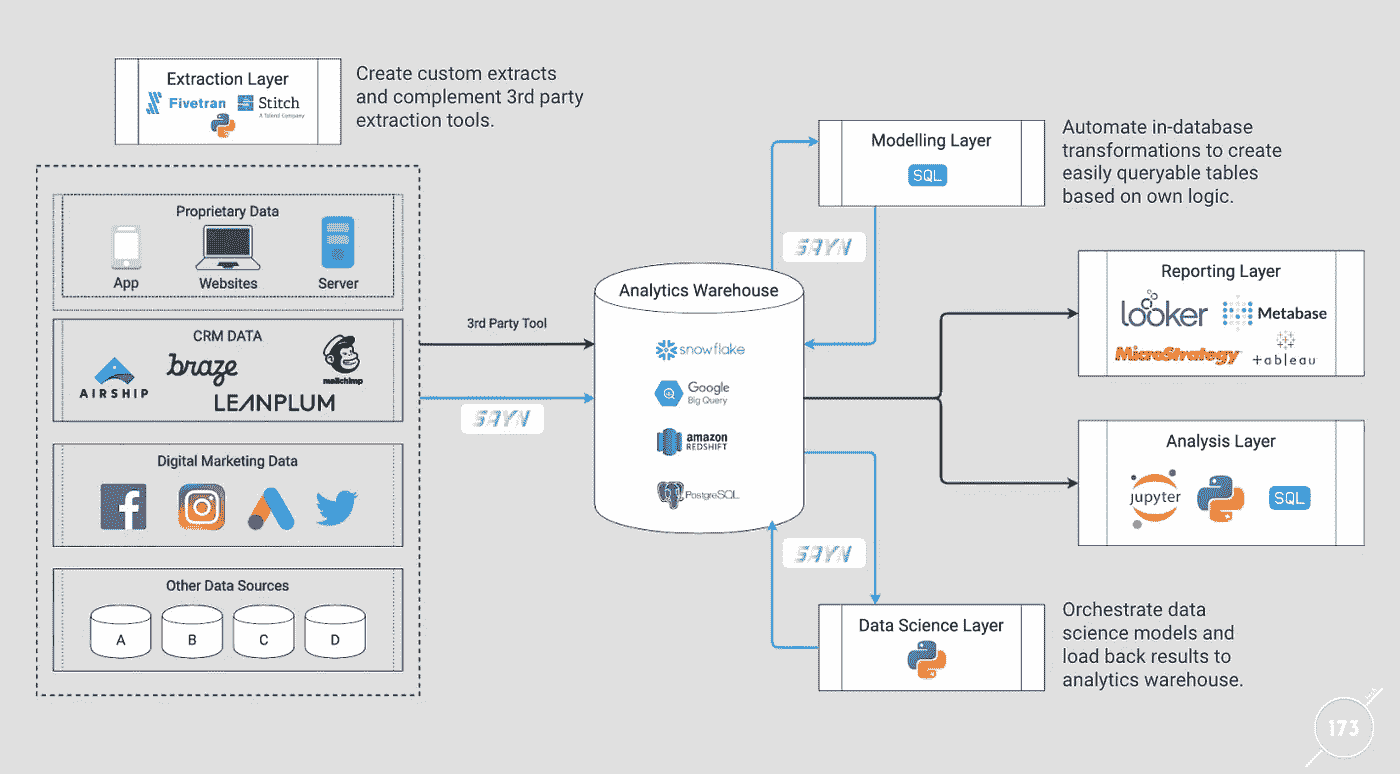 Extraction Layer
Fivetran
Stitch
A Talend Company
Create custom extracts
and complement 3rd party
extraction tools.
Proprietary Data
App
Websites
Server
CRM DATA
AIRSHIP
braze
mailchimp
LEANPLUM
Digital Marketing Data
Other Data Sources
A
B
C
D
3rd Party Tool
SAYN
Analytics Warehouse
snowflake
Google
Big Query
amazon
REDSHIFT
PostgreSQL
Modelling Layer
SQL
Automate in-database
transformations to create
easily queryable tables
based on own logic.
SAYN
Reporting Layer
looker
Metabase
MicroStrategy
+ableau
Analysis Layer
jupyter
SQL
SAYN
Data Science Layer
Orchestrate data
science models and
load back results to
analytics warehouse.
173